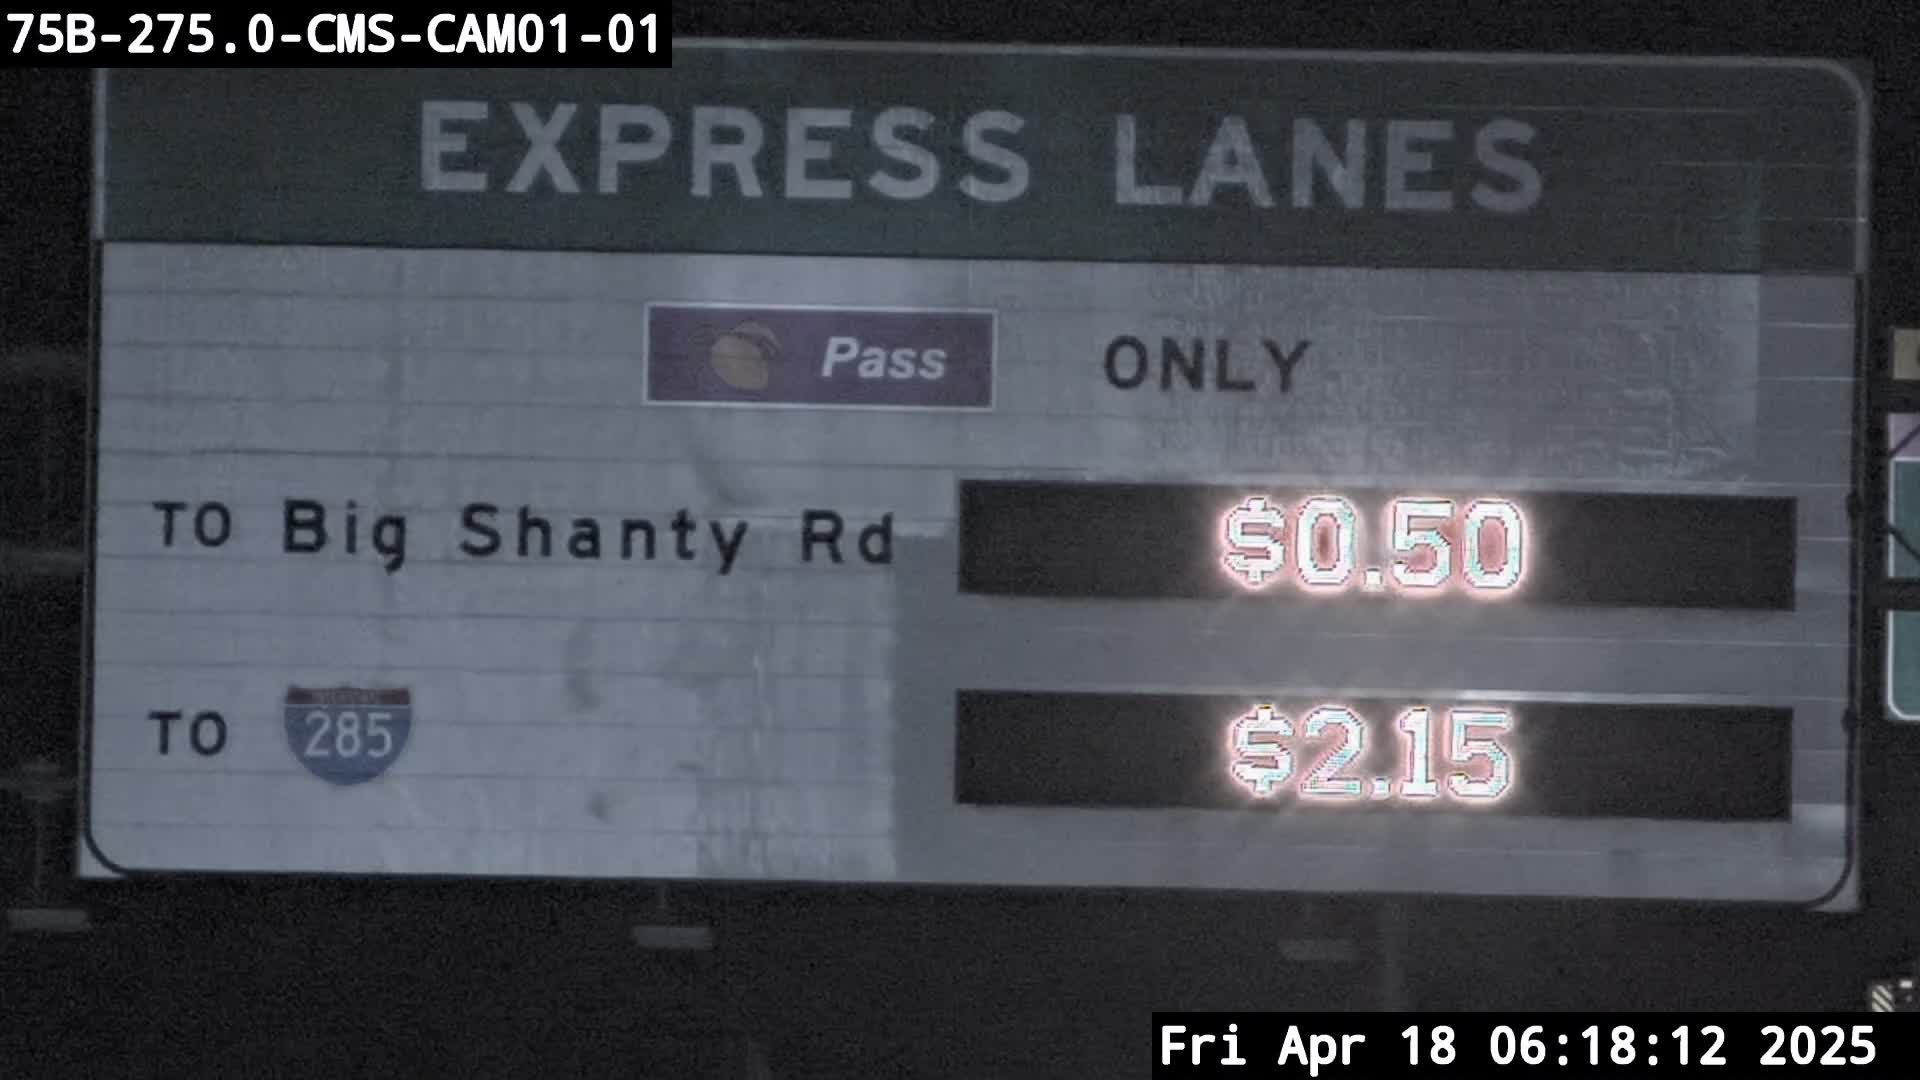 75B-275.0-CMS-CAM01-01
EXPRESS LANES
Pass ONLY
TO Big Shanty Rd $0.50
TO 285 $2.15
Fri Apr 18 06:18:12 2025